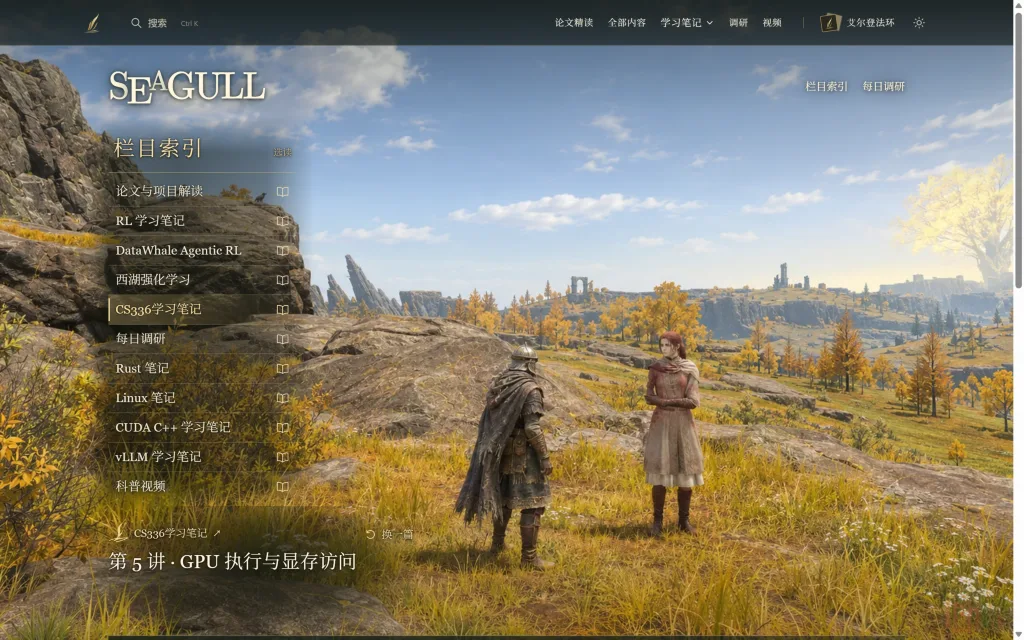 搜索 Ctrl K 论文精读 全部内容 学习笔记 调研 视频 艾尔登法环
SEAGULL
栏目索引 每日调研
栏目索引 选读
论文与项目解读
RL 学习笔记
DataWhale Agentic RL
西湖强化学习
CS336学习笔记
每日调研
Rust 笔记
Linux 笔记
CUDA C++ 学习笔记
vLLM 学习笔记
科普视频
CS336学习笔记 ↗ 换一篇
第 5 讲 · GPU 执行与显存访问